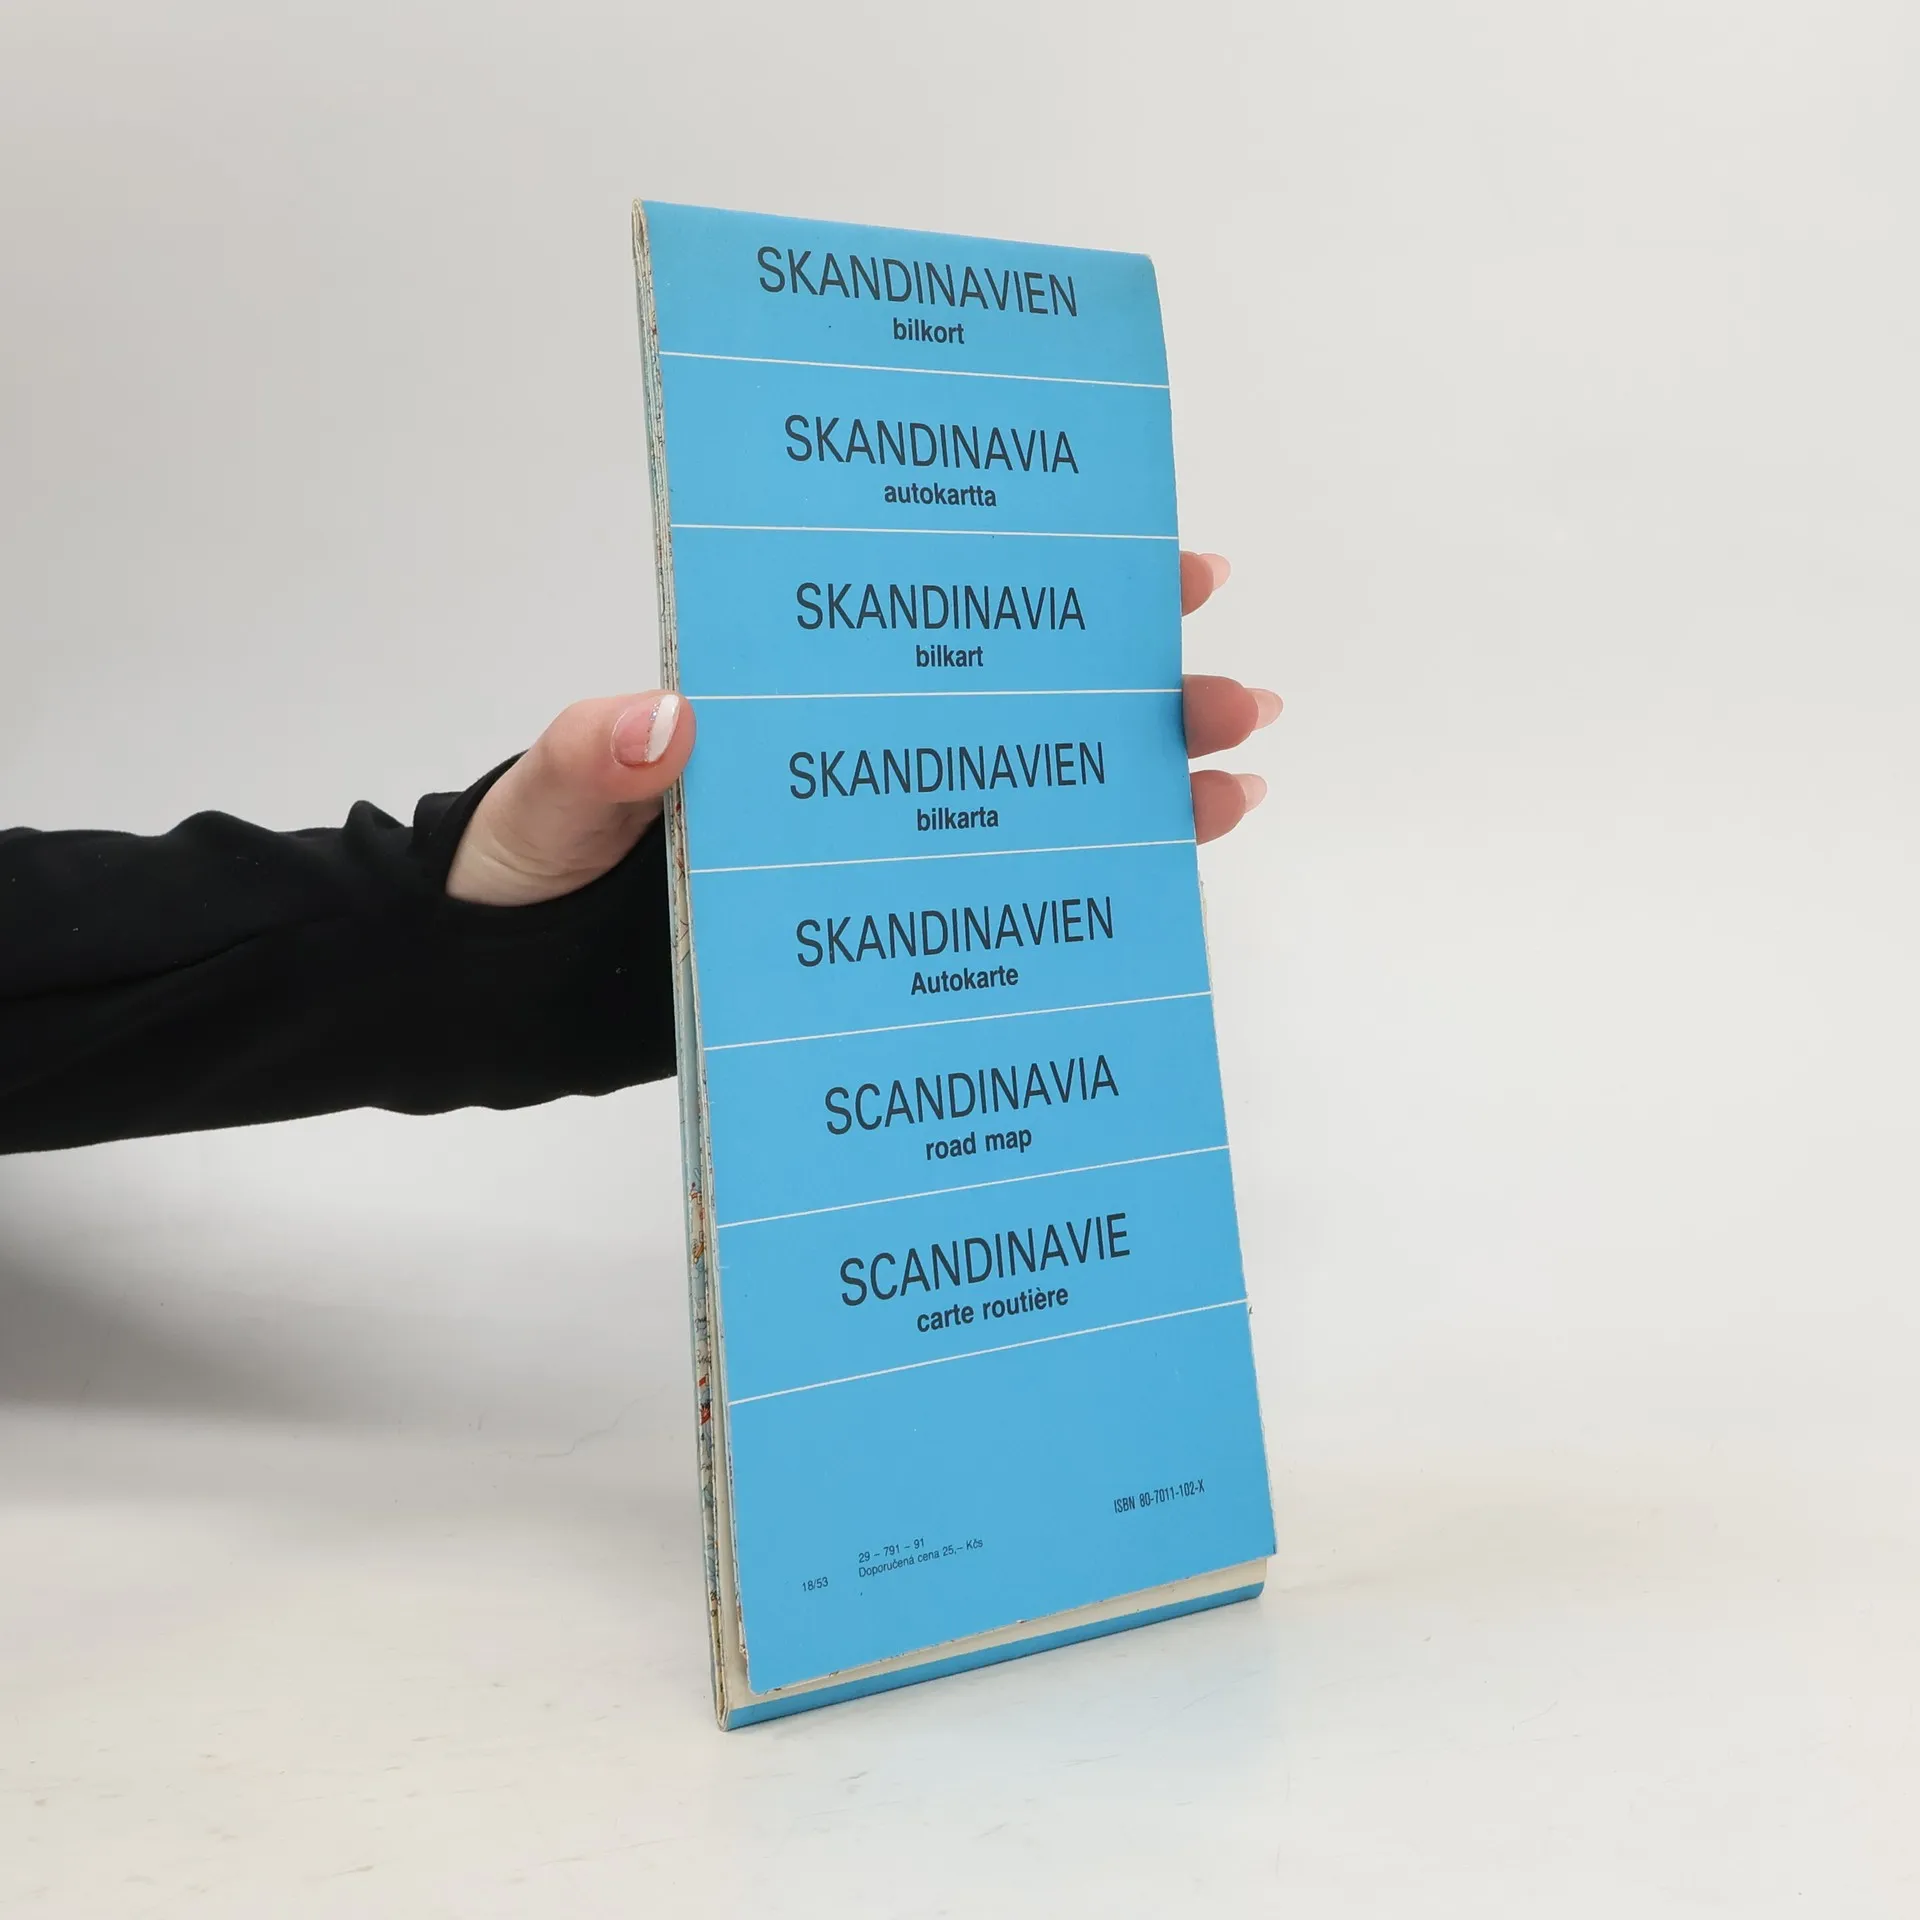 SKANDINAVIEN
bilkort
SKANDINAVIA
autokartta
SKANDINAVIA
bilkart
SKANDINAVIEN
bilkarta
SKANDINAVIEN
Autokarte
SCANDINAVIA
road map
SCANDINAVIE
carte routière
ISBN 80-7011-102-X
29 – 791 – 91
18/53 Doporučená cena 25,– Kčs